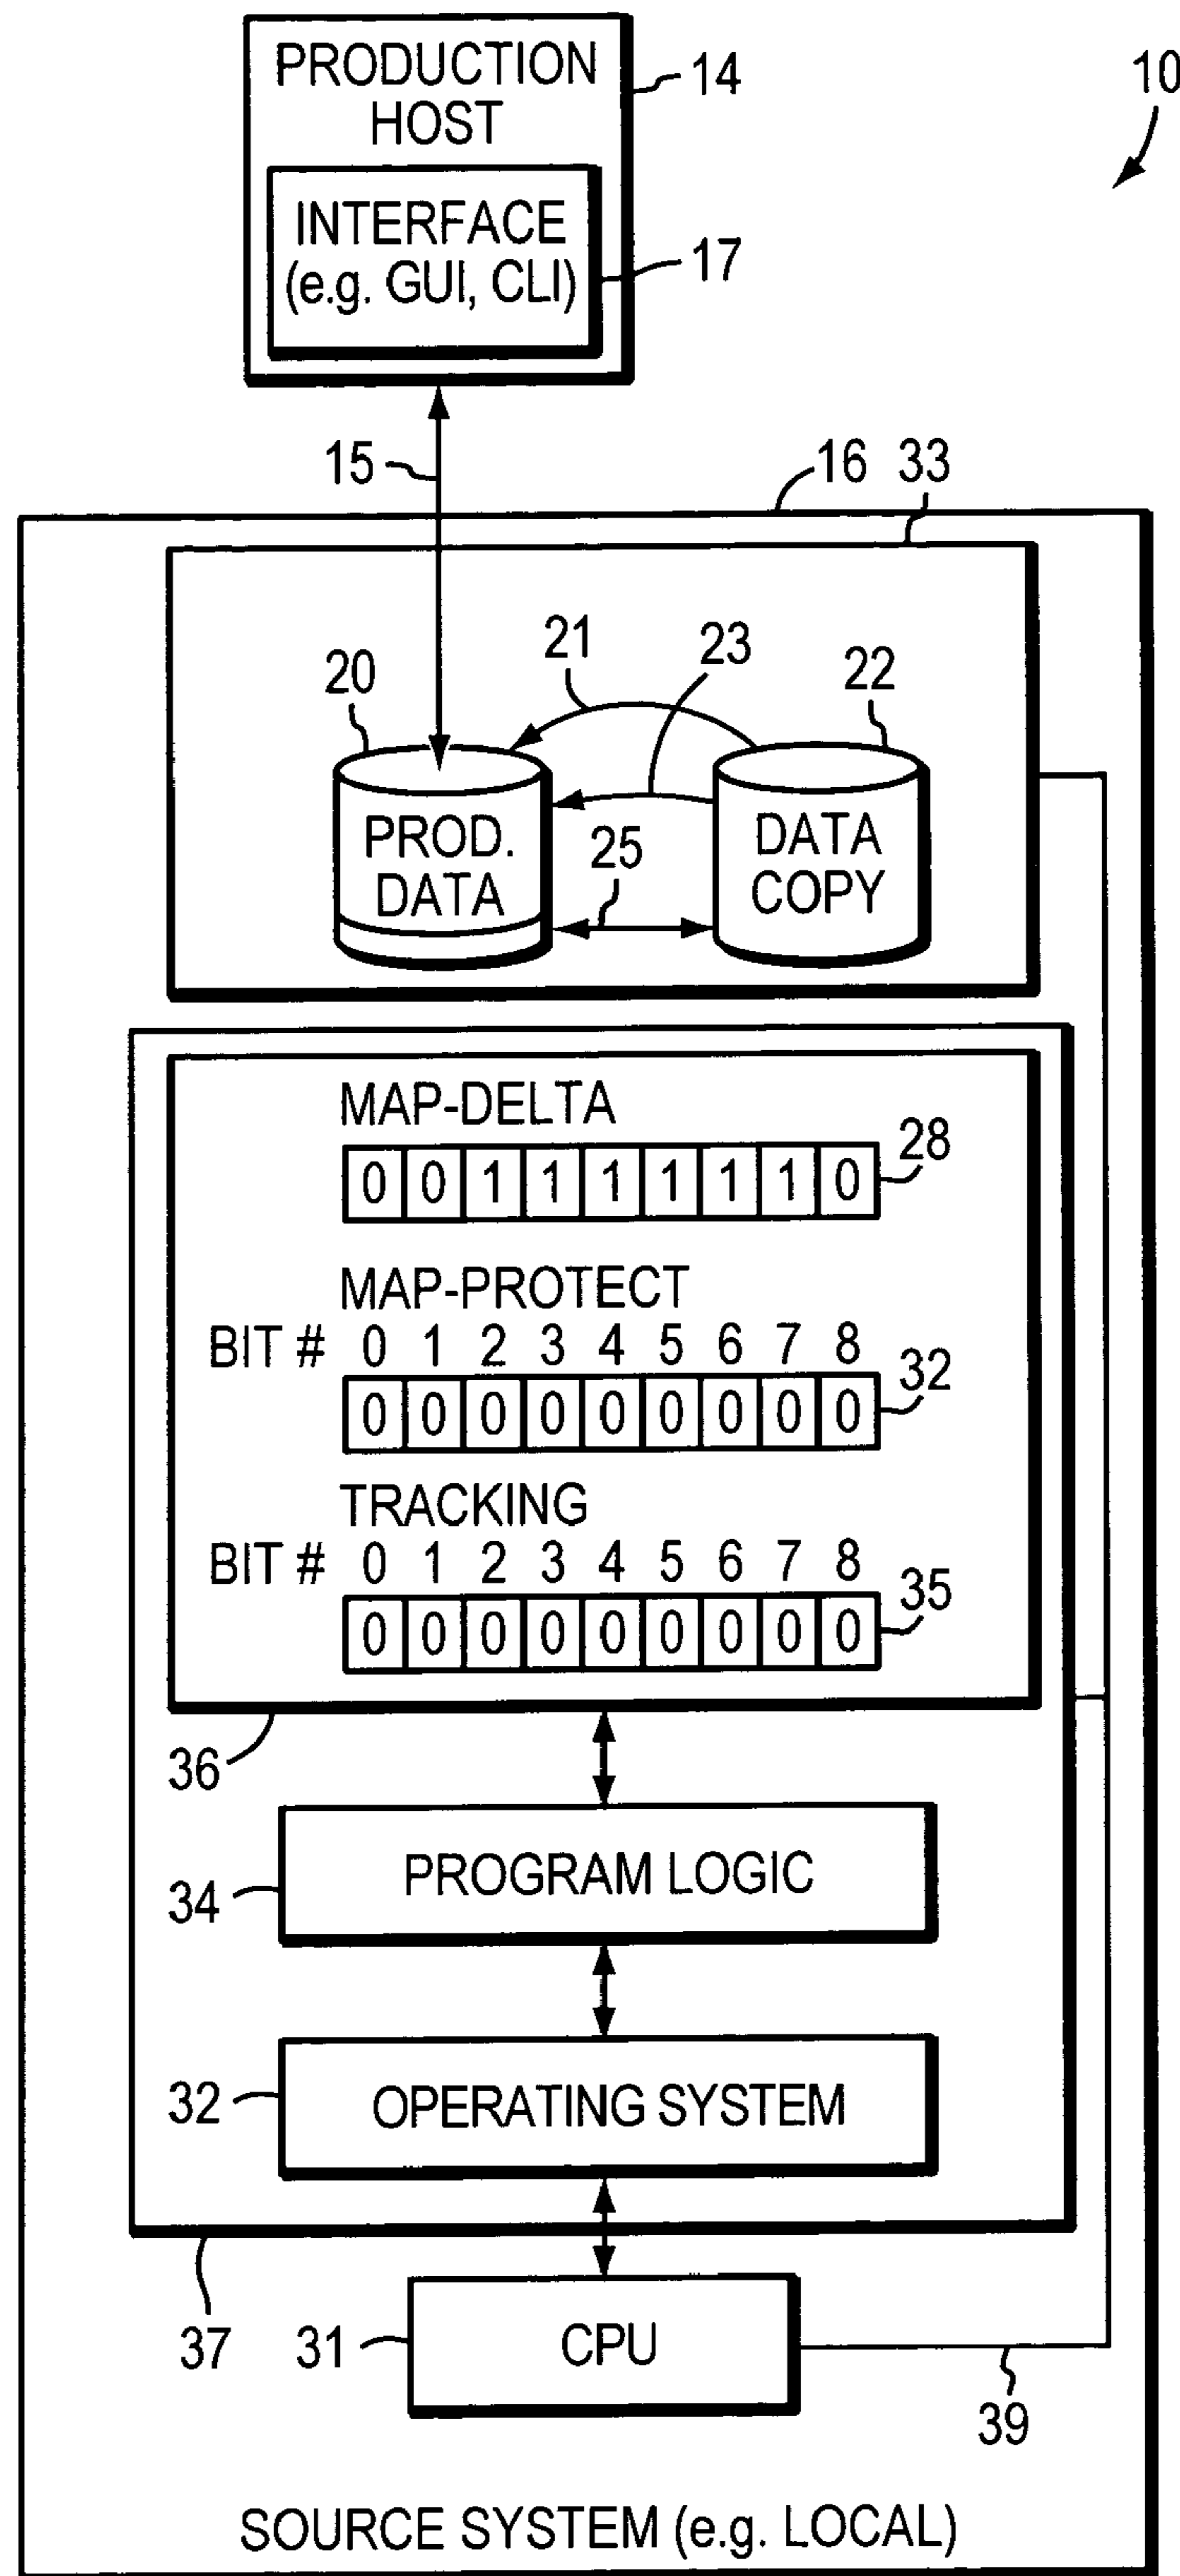 PRODUCTION
HOST
14
10
INTERFACE
(e.g. GUI, CLI)
17
15
16
33
21
23
20
22
PROD.
DATA
25
DATA
COPY
MAP-DELTA
0 0 1 1 1 1 1 1 0
28
MAP-PROTECT
BIT # 0 1 2 3 4 5 6 7 8
0 0 0 0 0 0 0 0 0
32
TRACKING
BIT # 0 1 2 3 4 5 6 7 8
0 0 0 0 0 0 0 0 0
35
36
PROGRAM LOGIC
34
OPERATING SYSTEM
32
37
31
CPU
39
SOURCE SYSTEM (e.g. LOCAL)